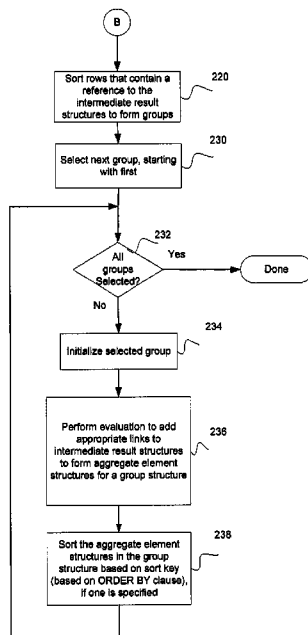 B
Sort rows that contain a
reference to the
intermediate result
structures to form groups
220
Select next group, starting
with first
230
232
All
groups
Selected?
Yes
Done
No
234
Initialize selected group
Perform evaluation to add
appropriate links to
intermediate result structures
to form aggregate element
structures for a group structure
236
Sort the aggregate element
structures in the group
structure based on sort key
(based on ORDER BY clause),
if one is specified
238